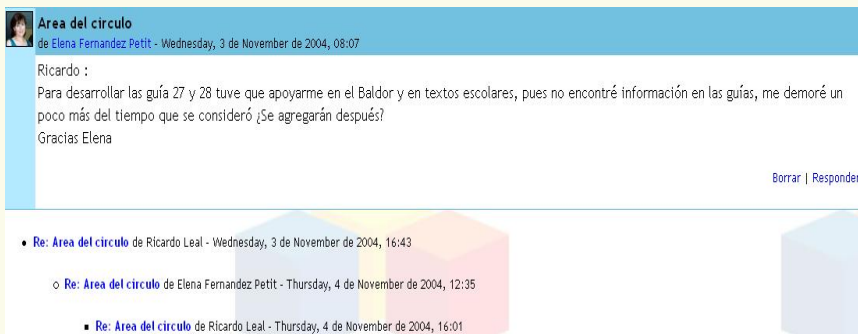 Area del circulo
de Elena Fernandez Petit - Wednesday, 3 de November de 2004, 08:07
Ricardo :
Para desarrollar las guía 27 y 28 tuve que apoyarme en el Baldor y en textos escolares, pues no encontré información en las guías, me demoré un
poco más del tiempo que se consideró ¿Se agregarán después?
Gracias Elena
Borrar | Responder
Re: Area del circulo de Ricardo Leal - Wednesday, 3 de November de 2004, 16:43
Re: Area del circulo de Elena Fernandez Petit - Thursday, 4 de November de 2004, 12:35
Re: Area del circulo de Ricardo Leal - Thursday, 4 de November de 2004, 16:01